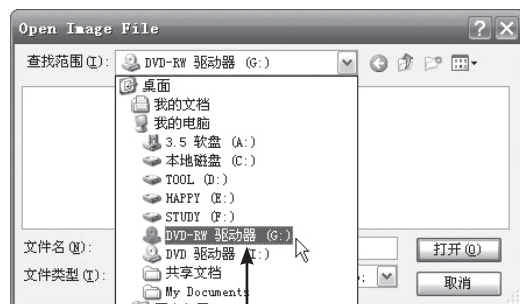 Open Image File
查找范围(I): DVD-RW 驱动器 (G:)
桌面
我的文档
我的电脑
3.5 软盘 (A:)
本地磁盘 (C:)
TOOL (D:)
HAPPY (E:)
STUDY (F:)
DVD-RW 驱动器 (G:)
DVD 驱动器 (I:)
共享文档
My Documents
文件名(N): 打开(O)
文件类型(T): 取消